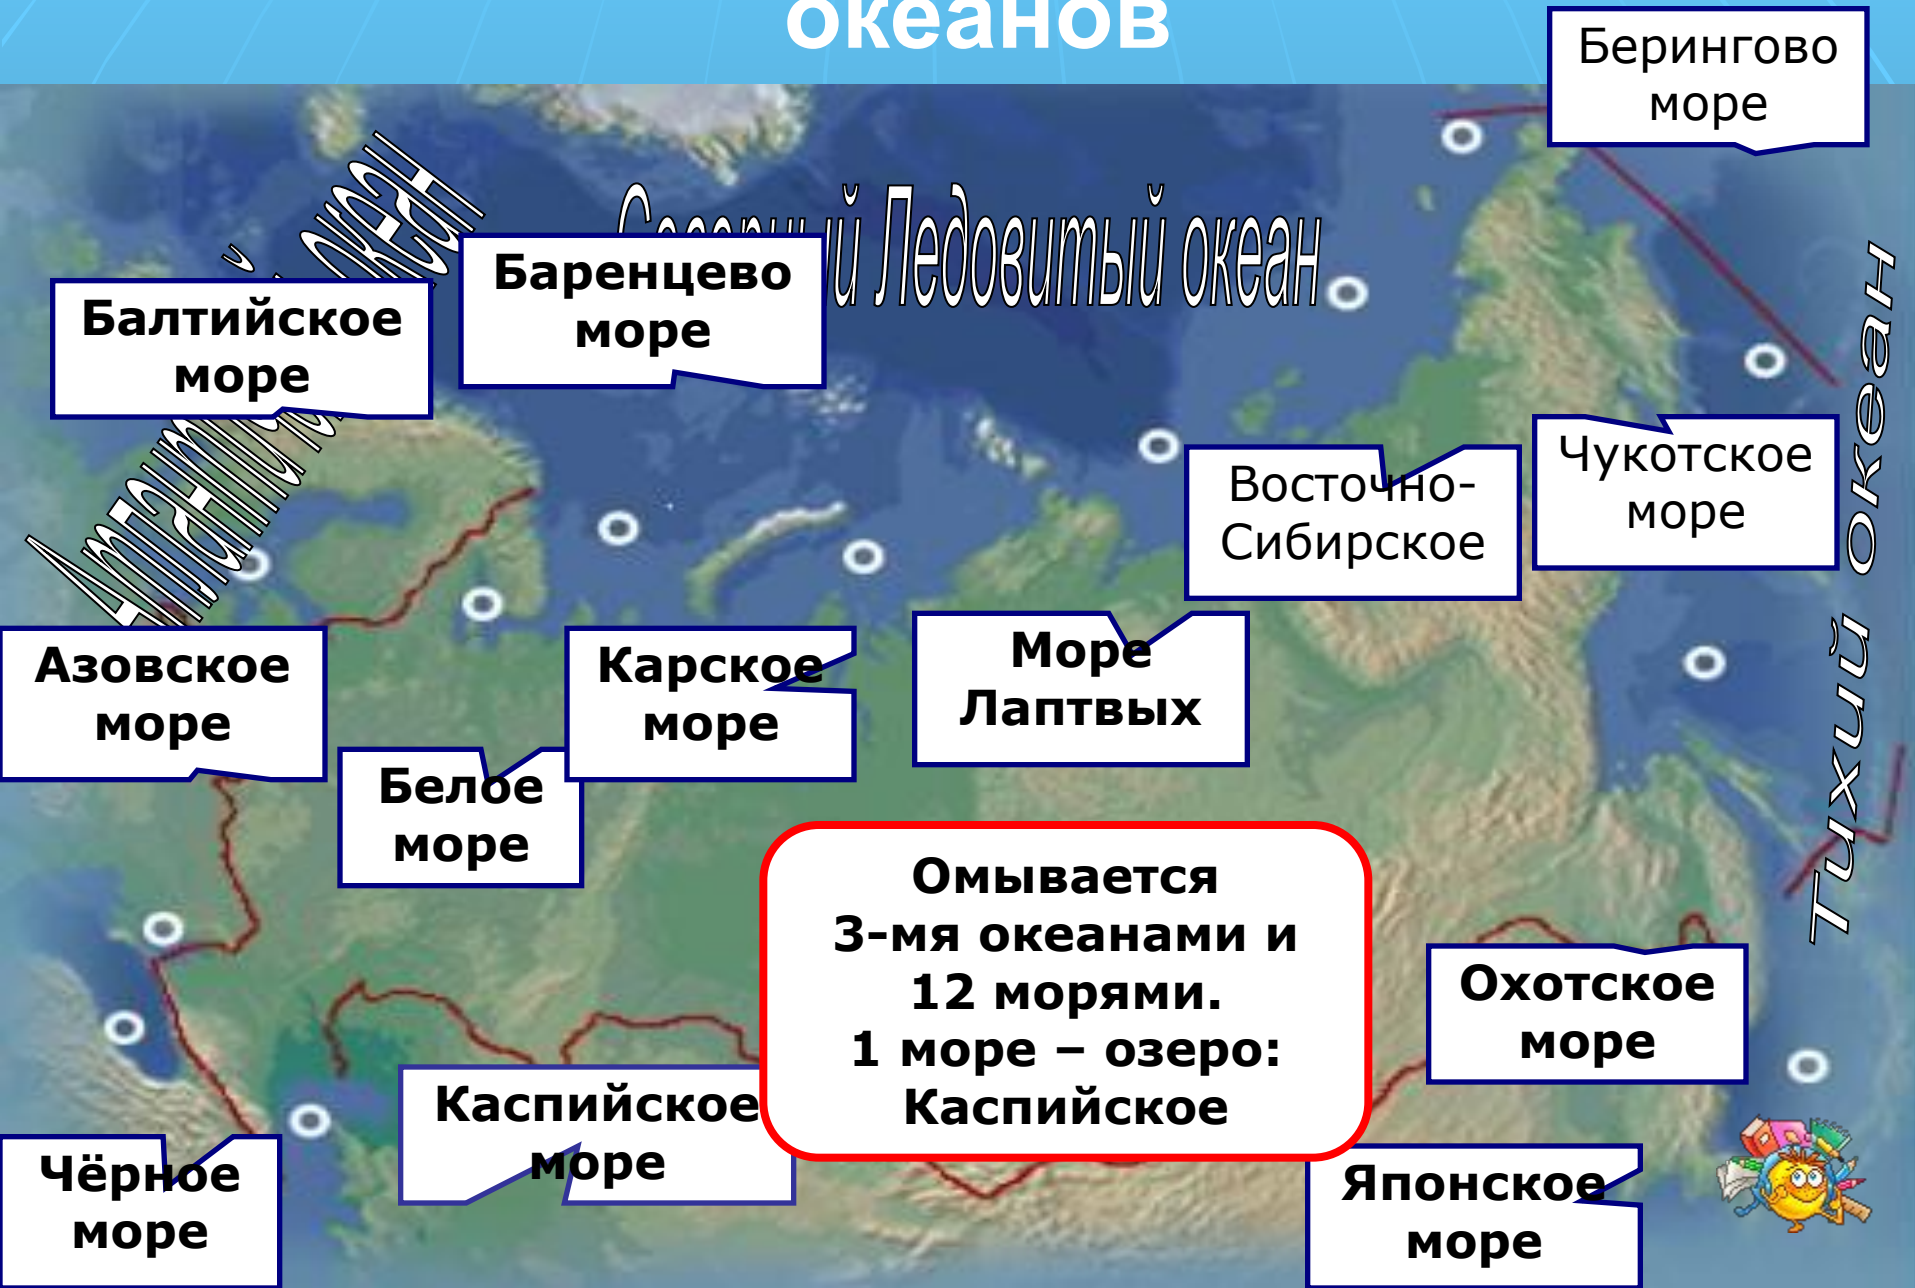 океанов
Берингово
море
океан
Ледовитый океан
Баренцево
море
Балтийское
море
Тихий океан
Чукотское
море
Восточно-
Сибирское
Азовское
море
Карское
море
Море
Лаптвых
Белое
море
Омывается
3-мя океанами и
12 морями.
1 море – озеро:
Каспийское
Охотское
море
Каспийское
море
Чёрное
море
Японское
море